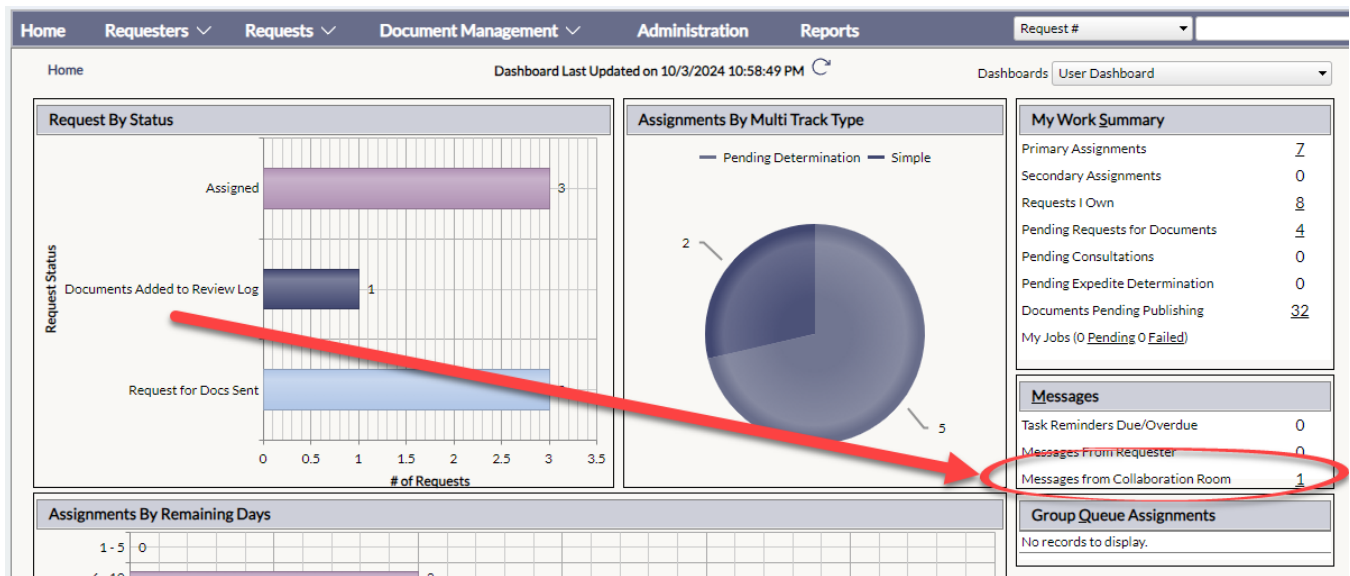 Home Requesters Requests Document Management Administration Reports Request #
Home Dashboard Last Updated on 10/3/2024 10:58:49 PM Dashboards User Dashboard
Request By Status
Request Status
Assigned 3
Documents Added to Review Log 1
Request for Docs Sent
0 0.5 1 1.5 2 2.5 3 3.5
# of Requests
Assignments By Multi Track Type
Pending Determination Simple
2
5
My Work Summary
Primary Assignments 7
Secondary Assignments 0
Requests I Own 8
Pending Requests for Documents 4
Pending Consultations 0
Pending Expedite Determination 0
Documents Pending Publishing 32
My Jobs (0 Pending 0 Failed)
Messages
Task Reminders Due/Overdue 0
Messages From Requester 0
Messages from Collaboration Room 1
Group Queue Assignments
No records to display.
Assignments By Remaining Days
1 - 5 0